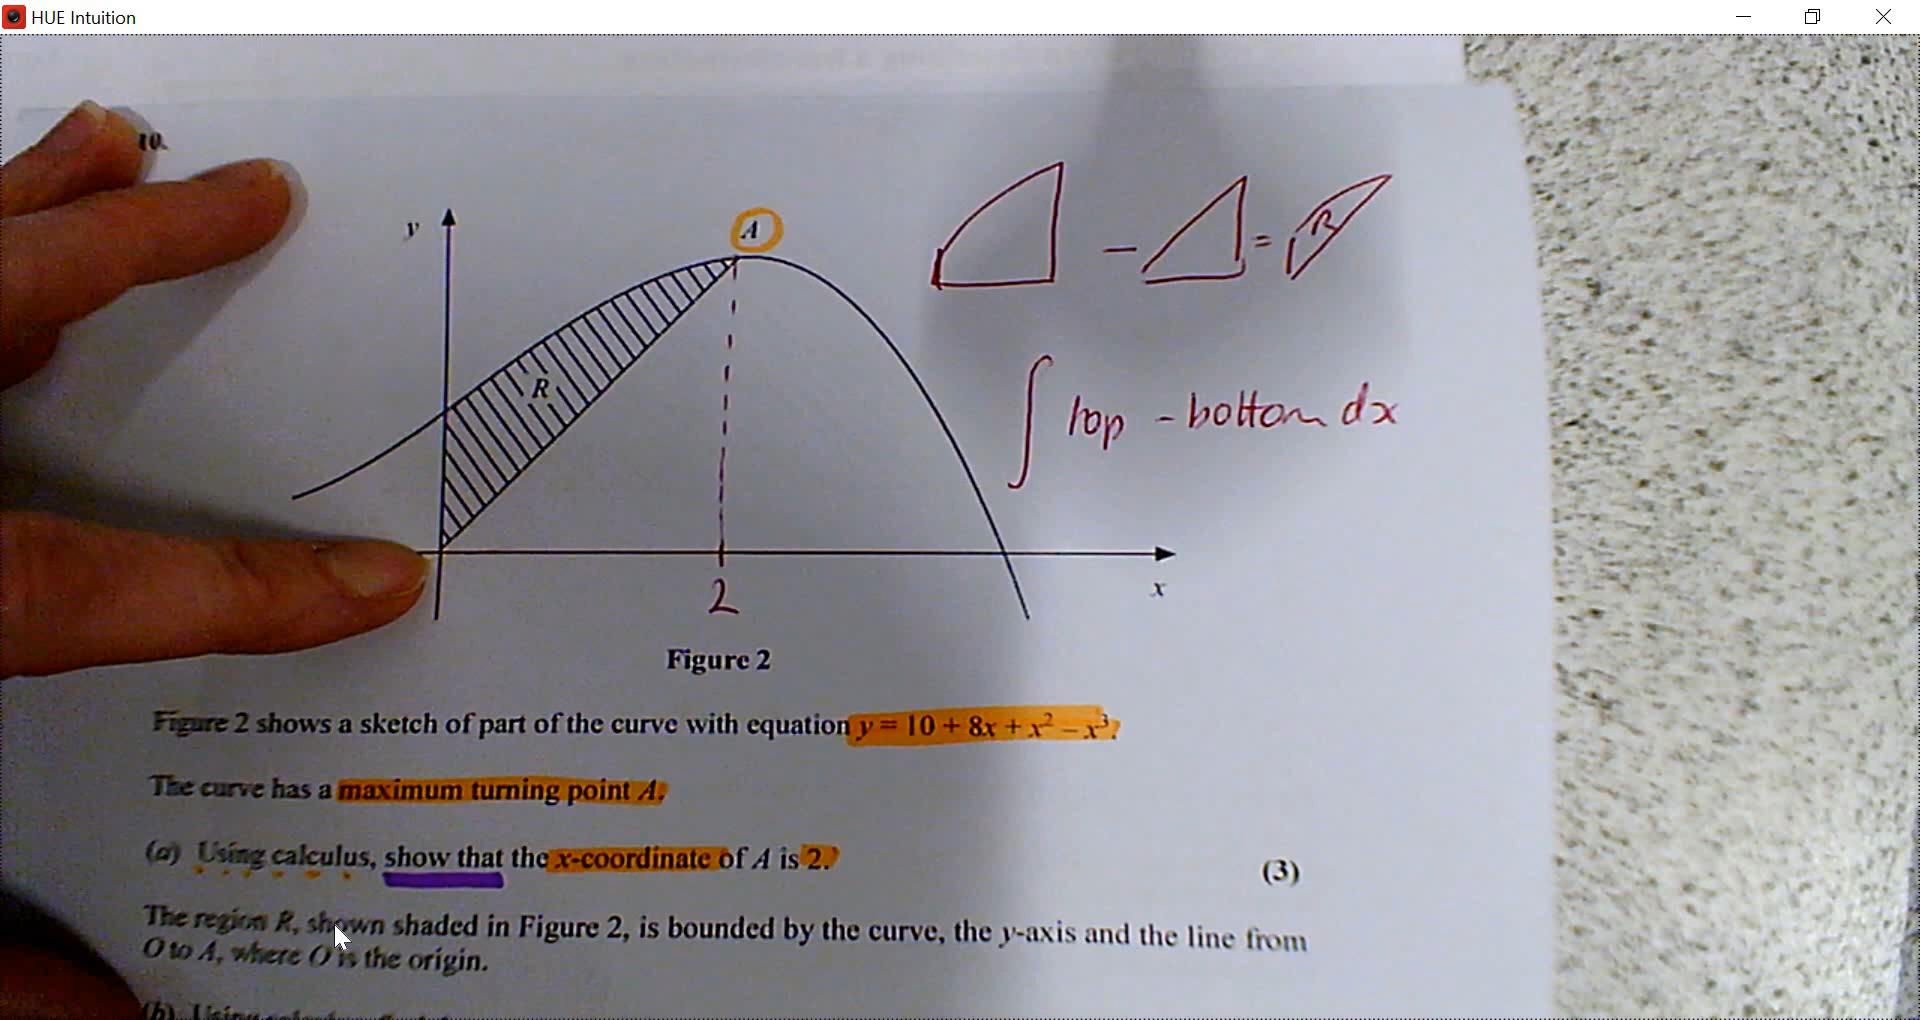 HUE Intuition
10.
y
A
- = R
R
∫ top - bottom dx
x
2
Figure 2
Figure 2 shows a sketch of part of the curve with equation y = 10 + 8x + x² – x³.
The curve has a maximum turning point A.
(a) Using calculus, show that the x-coordinate of A is 2.
(3)
The region R, shown shaded in Figure 2, is bounded by the curve, the y-axis and the line from
O to A, where O is the origin.
(b) Using